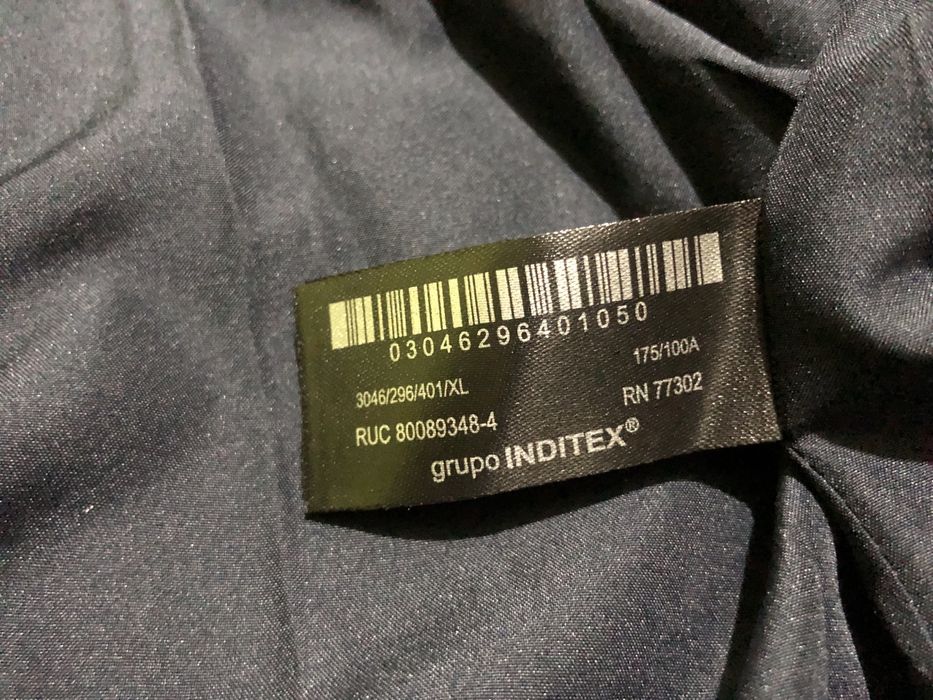 03046296401050
175/100A
3046/296/401/XL
RN 77302
RUC 80089348-4
grupo INDITEX®